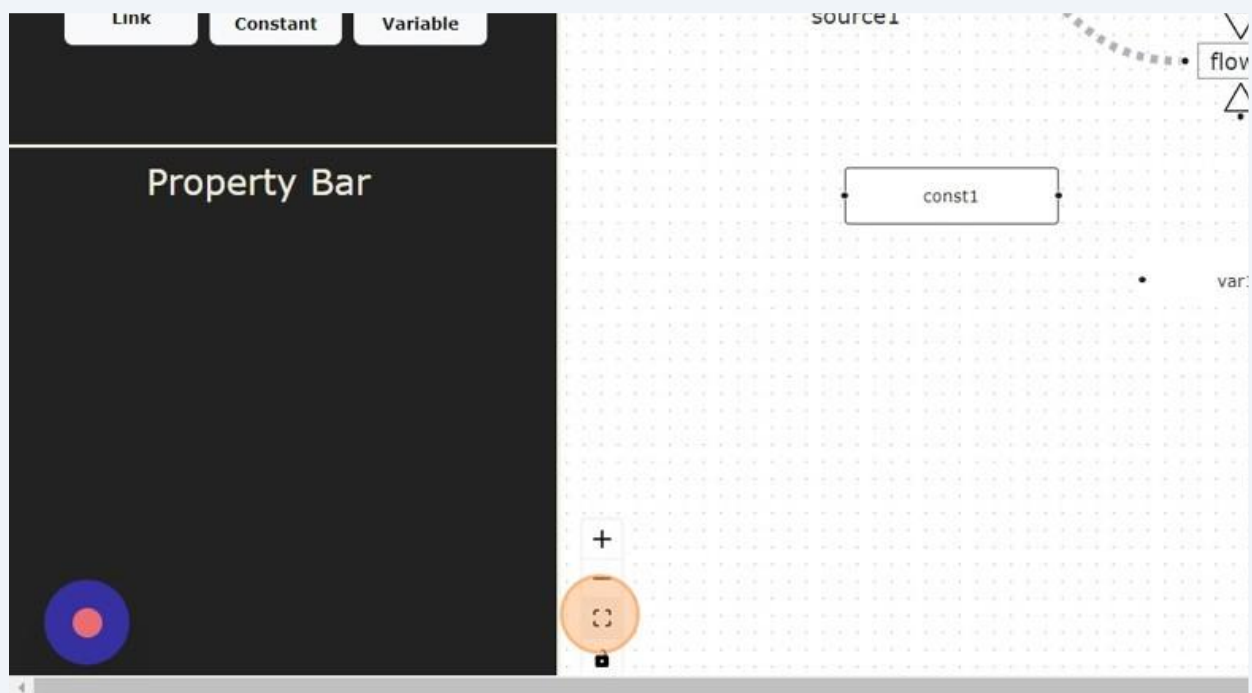 Link
Constant
Variable
Property Bar
source1
flow
const1
var1